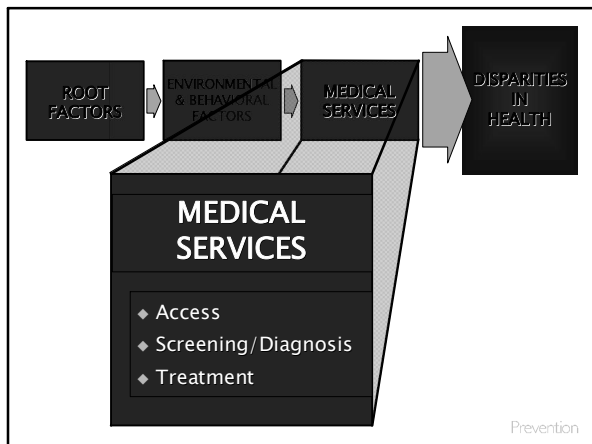 ROOT
FACTORS
ENVIRONMENTAL
& BEHAVIORAL
FACTORS
MEDICAL
SERVICES
DISPARITIES
IN
HEALTH
MEDICAL
SERVICES
Access
Screening/Diagnosis
Treatment
Prevention